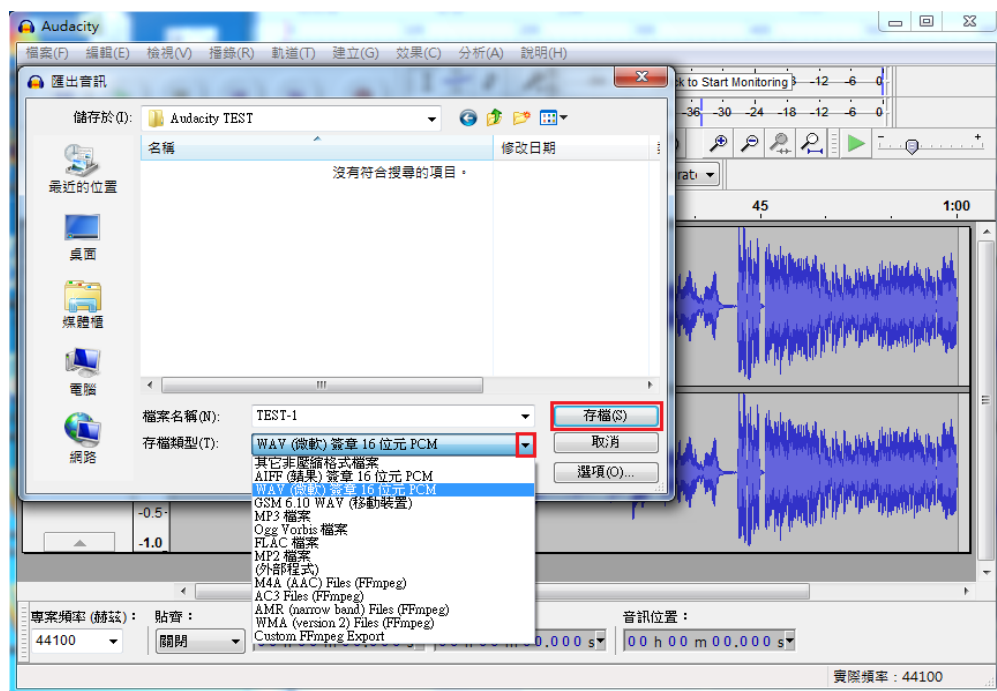 Audacity
檔案(F) 編輯(E) 檢視(V) 播錄(R) 軌道(T) 建立(G) 效果(C) 分析(A) 說明(H)
匯出音訊
k to Start Monitoring -12 -6 0
-36 -30 -24 -18 -12 -6 0
儲存於(I): Audacity TEST
名稱 修改日期
沒有符合搜尋的項目。
最近的位置
桌面
媒體櫃
電腦
網路
45 1:00
檔案名稱(N): TEST-1 存檔(S)
存檔類型(T): WAV (微軟) 簽章 16 位元 PCM 取消
選項(O)...
其它非壓縮格式檔案
AIFF (蘋果) 簽章 16 位元 PCM
WAV (微軟) 簽章 16 位元 PCM
GSM 6.10 WAV (移動裝置)
MP3 檔案
Ogg Vorbis 檔案
FLAC 檔案
MP2 檔案
(外部程式)
M4A (AAC) Files (FFmpeg)
AC3 Files (FFmpeg)
AMR (narrow band) Files (FFmpeg)
WMA (version 2) Files (FFmpeg)
Custom FFmpeg Export
-0.5
-1.0
專案頻率 (赫茲): 貼齊: 音訊位置:
44100 關閉 00 h 00 m 00.000 s
實際頻率:44100